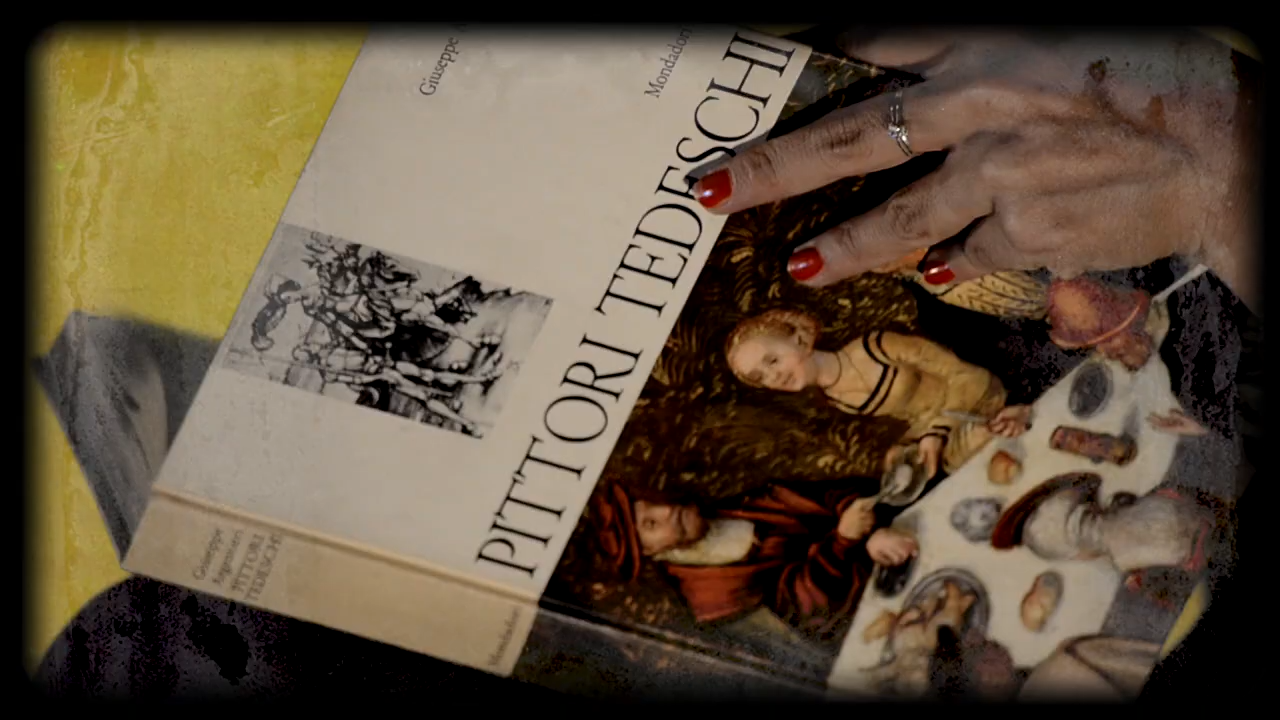 Giuseppe
Mondadori
PITTORI TEDESCHI
Giuseppe
PITTORI
TEDESCHI
Mondadori